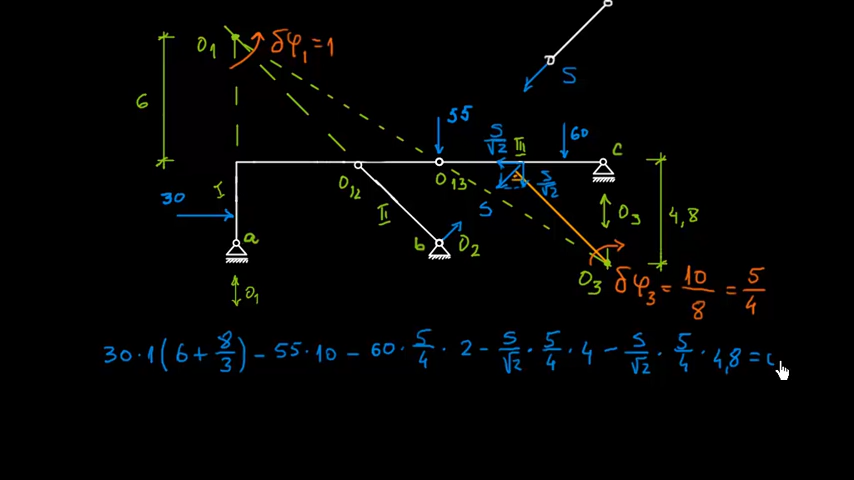 O1 δφ1=1
6
S
55
S/√2 III 60 C
O12 O13 S/√2
I 30 II S O3 4,8
a b O2
O1 O3 δφ3 = 10/8 = 5/4
30·1(6+8/3) − 55·10 − 60·5/4·2 − S/√2·5/4·4 − S/√2·5/4·4,8 =